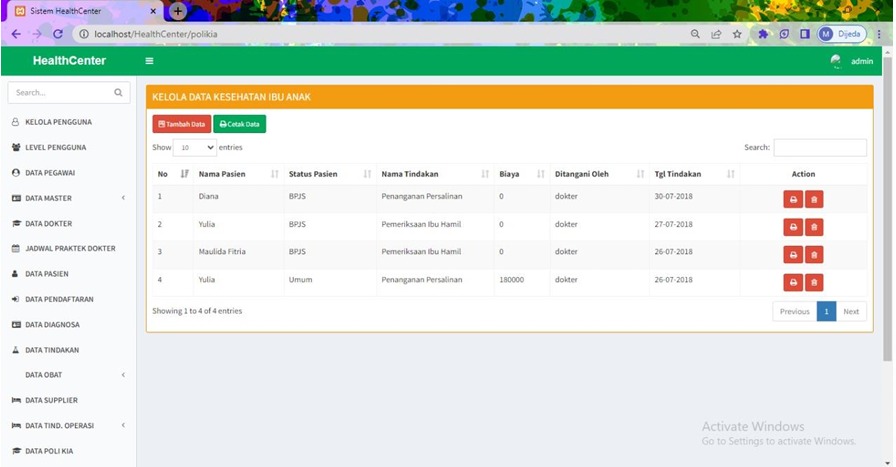 Sistem HealthCenter
localhost/HealthCenter/polikia
M Dijeda
HealthCenter
admin
Search...
KELOLA PENGGUNA
LEVEL PENGGUNA
DATA PEGAWAI
DATA MASTER
DATA DOKTER
JADWAL PRAKTEK DOKTER
DATA PASIEN
DATA PENDAFTARAN
DATA DIAGNOSA
DATA TINDAKAN
DATA OBAT
DATA SUPPLIER
DATA TIND. OPERASI
DATA POLI KIA
KELOLA DATA KESEHATAN IBU ANAK
Tambah Data Cetak Data
Show 10 entries Search:
No Nama Pasien Status Pasien Nama Tindakan Biaya Ditangani Oleh Tgl Tindakan Action
1 Diana BPJS Penanganan Persalinan 0 dokter 30-07-2018
2 Yulia BPJS Pemeriksaan Ibu Hamil 0 dokter 27-07-2018
3 Maulida Fitria BPJS Pemeriksaan Ibu Hamil 0 dokter 26-07-2018
4 Yulia Umum Penanganan Persalinan 180000 dokter 26-07-2018
Showing 1 to 4 of 4 entries Previous 1 Next
Activate Windows
Go to Settings to activate Windows.